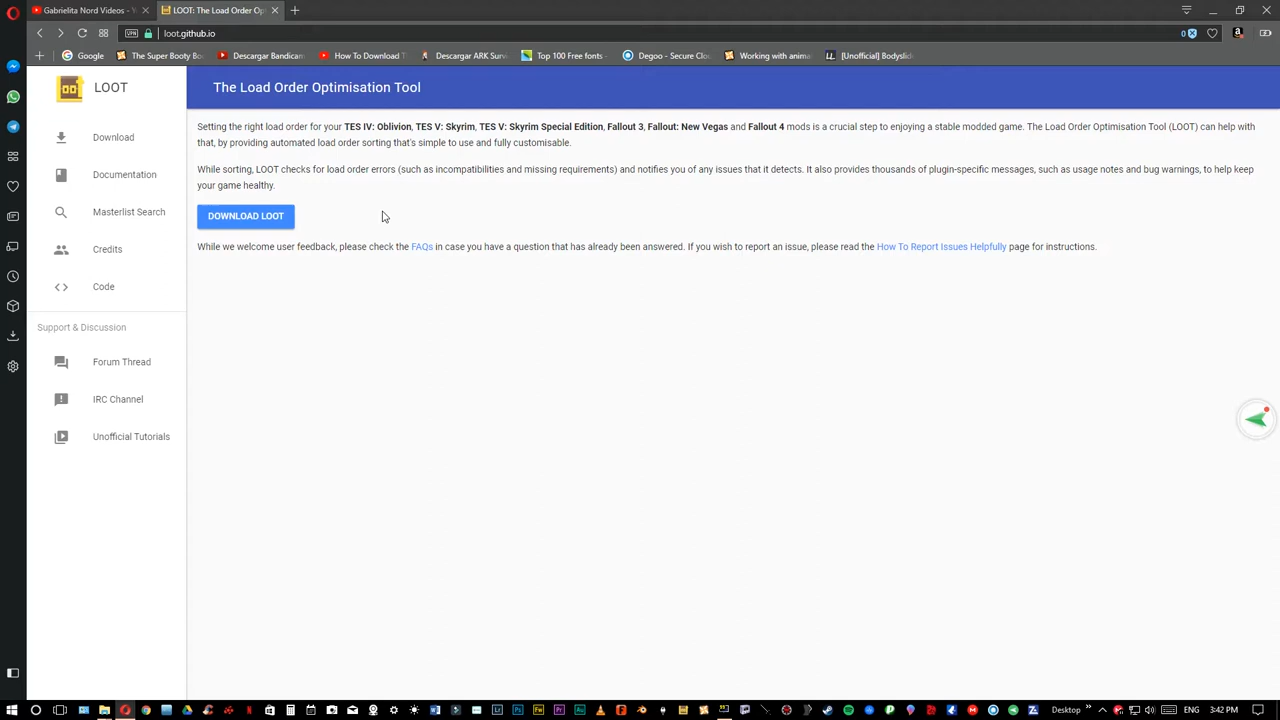 Gabrielita Nord Videos - Y
LOOT: The Load Order Op
VPN loot.github.io 0
Google
The Super Booty Bo
Descargar Bandicam
How To Download T
Descargar ARK Surv
Top 100 Free fonts -
Degoo - Secure Clou
Working with anima
[Unofficial] Bodyslid
LOOT
Download
Documentation
Masterlist Search
Credits
Code
Support & Discussion
Forum Thread
IRC Channel
Unofficial Tutorials
The Load Order Optimisation Tool
Setting the right load order for your TES IV: Oblivion, TES V: Skyrim, TES V: Skyrim Special Edition, Fallout 3, Fallout: New Vegas and Fallout 4 mods is a crucial step to enjoying a stable modded game. The Load Order Optimisation Tool (LOOT) can help with
that, by providing automated load order sorting that's simple to use and fully customisable.
While sorting, LOOT checks for load order errors (such as incompatibilities and missing requirements) and notifies you of any issues that it detects. It also provides thousands of plugin-specific messages, such as usage notes and bug warnings, to help keep
your game healthy.
DOWNLOAD LOOT
While we welcome user feedback, please check the FAQs in case you have a question that has already been answered. If you wish to report an issue, please read the How To Report Issues Helpfully page for instructions.
Desktop
ENG
3:42 PM